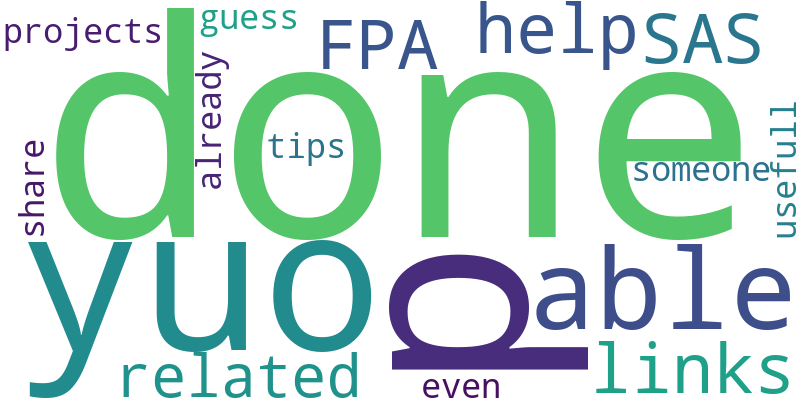 projects
guess
FPA
help
SAS
done
already
tips
someone
share
usefull
yuo
p
able
related
even
links